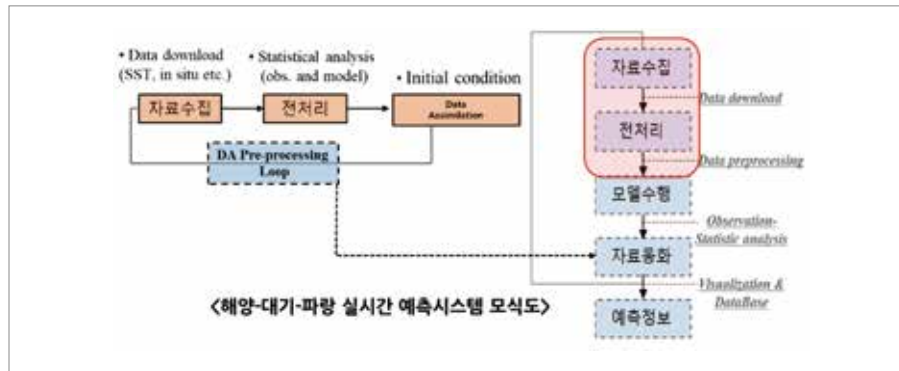 • Data download
(SST, in situ etc.)
• Statistical analysis
(obs. and model)
• Initial condition
자료수집
전처리
Data
Assimilation
DA Pre-processing
Loop
<해양-대기-파랑 실시간 예측시스템 모식도>
자료수집
Data download
전처리
Data preprocessing
모델수행
Observation-
Statistic analysis
자료동화
Visualization &
DataBase
예측정보